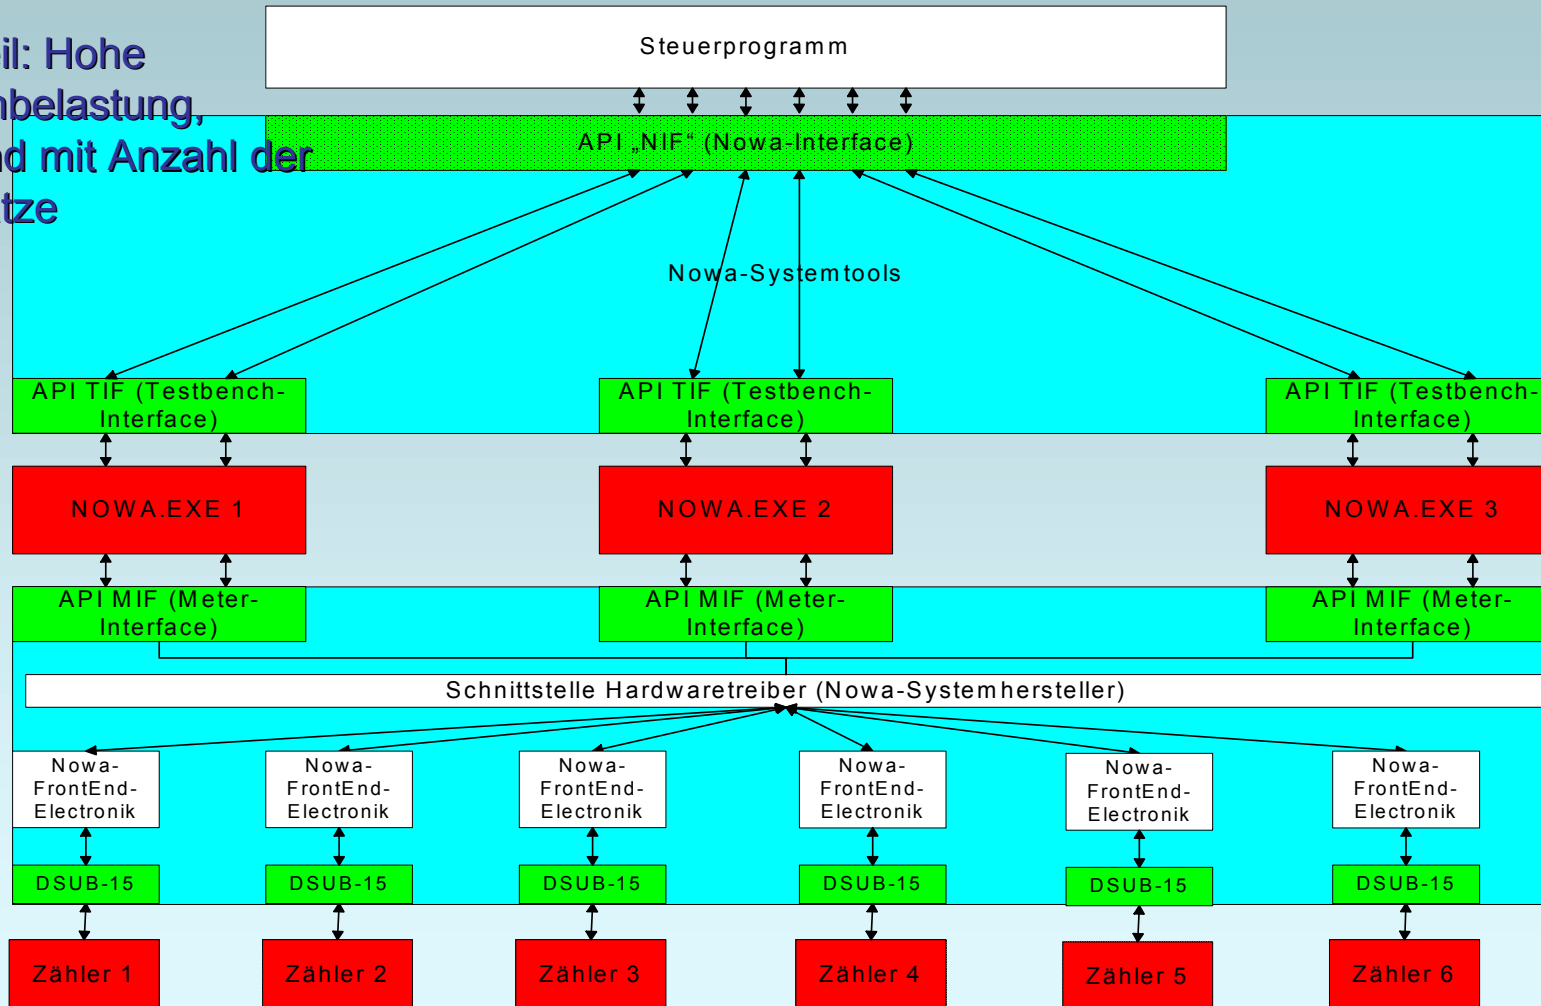 eil: Hohe
nbelastung,
nd mit Anzahl der
tze
Steuerprogramm
API „NIF“ (Nowa-Interface)
Nowa-Systemtools
API TIF (Testbench-
Interface)
API TIF (Testbench-
Interface)
API TIF (Testbench-
Interface)
NOWA.EXE 1
NOWA.EXE 2
NOWA.EXE 3
API MIF (Meter-
Interface)
API MIF (Meter-
Interface)
API MIF (Meter-
Interface)
Schnittstelle Hardwaretreiber (Nowa-Systemhersteller)
Nowa-
FrontEnd-
Electronik
Nowa-
FrontEnd-
Electronik
Nowa-
FrontEnd-
Electronik
Nowa-
FrontEnd-
Electronik
Nowa-
FrontEnd-
Electronik
Nowa-
FrontEnd-
Electronik
DSUB-15
DSUB-15
DSUB-15
DSUB-15
DSUB-15
DSUB-15
Zähler 1
Zähler 2
Zähler 3
Zähler 4
Zähler 5
Zähler 6